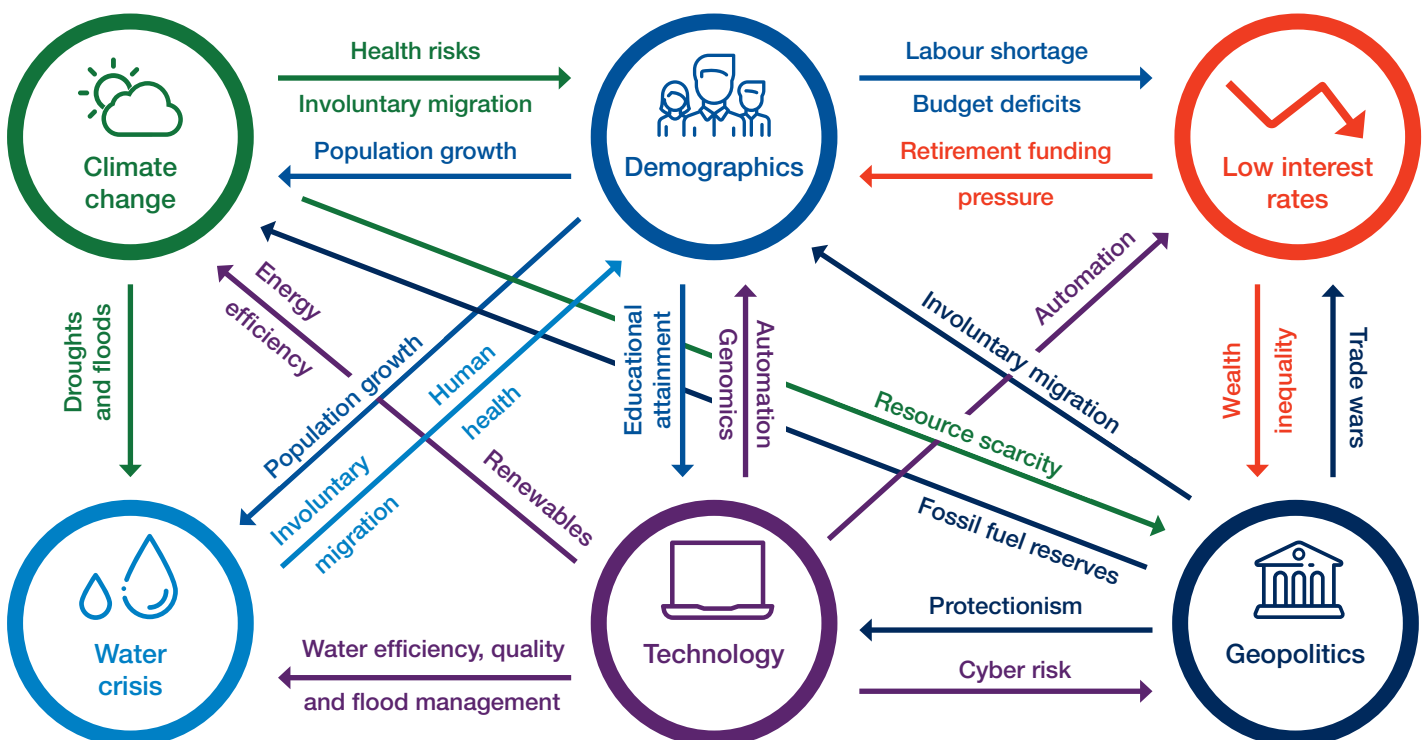 Health risks
Involuntary migration
Population growth
Labour shortage
Budget deficits
Retirement funding
pressure
Climate
change
Demographics
Low interest
rates
Energy
efficiency
Droughts
and floods
Population growth
Human
health
Involuntary
migration
Renewables
Educational
attainment
Automation
Genomics
Automation
Involuntary migration
Resource scarcity
Fossil fuel reserves
Wealth
inequality
Trade wars
Water
crisis
Water efficiency, quality
and flood management
Technology
Protectionism
Cyber risk
Geopolitics